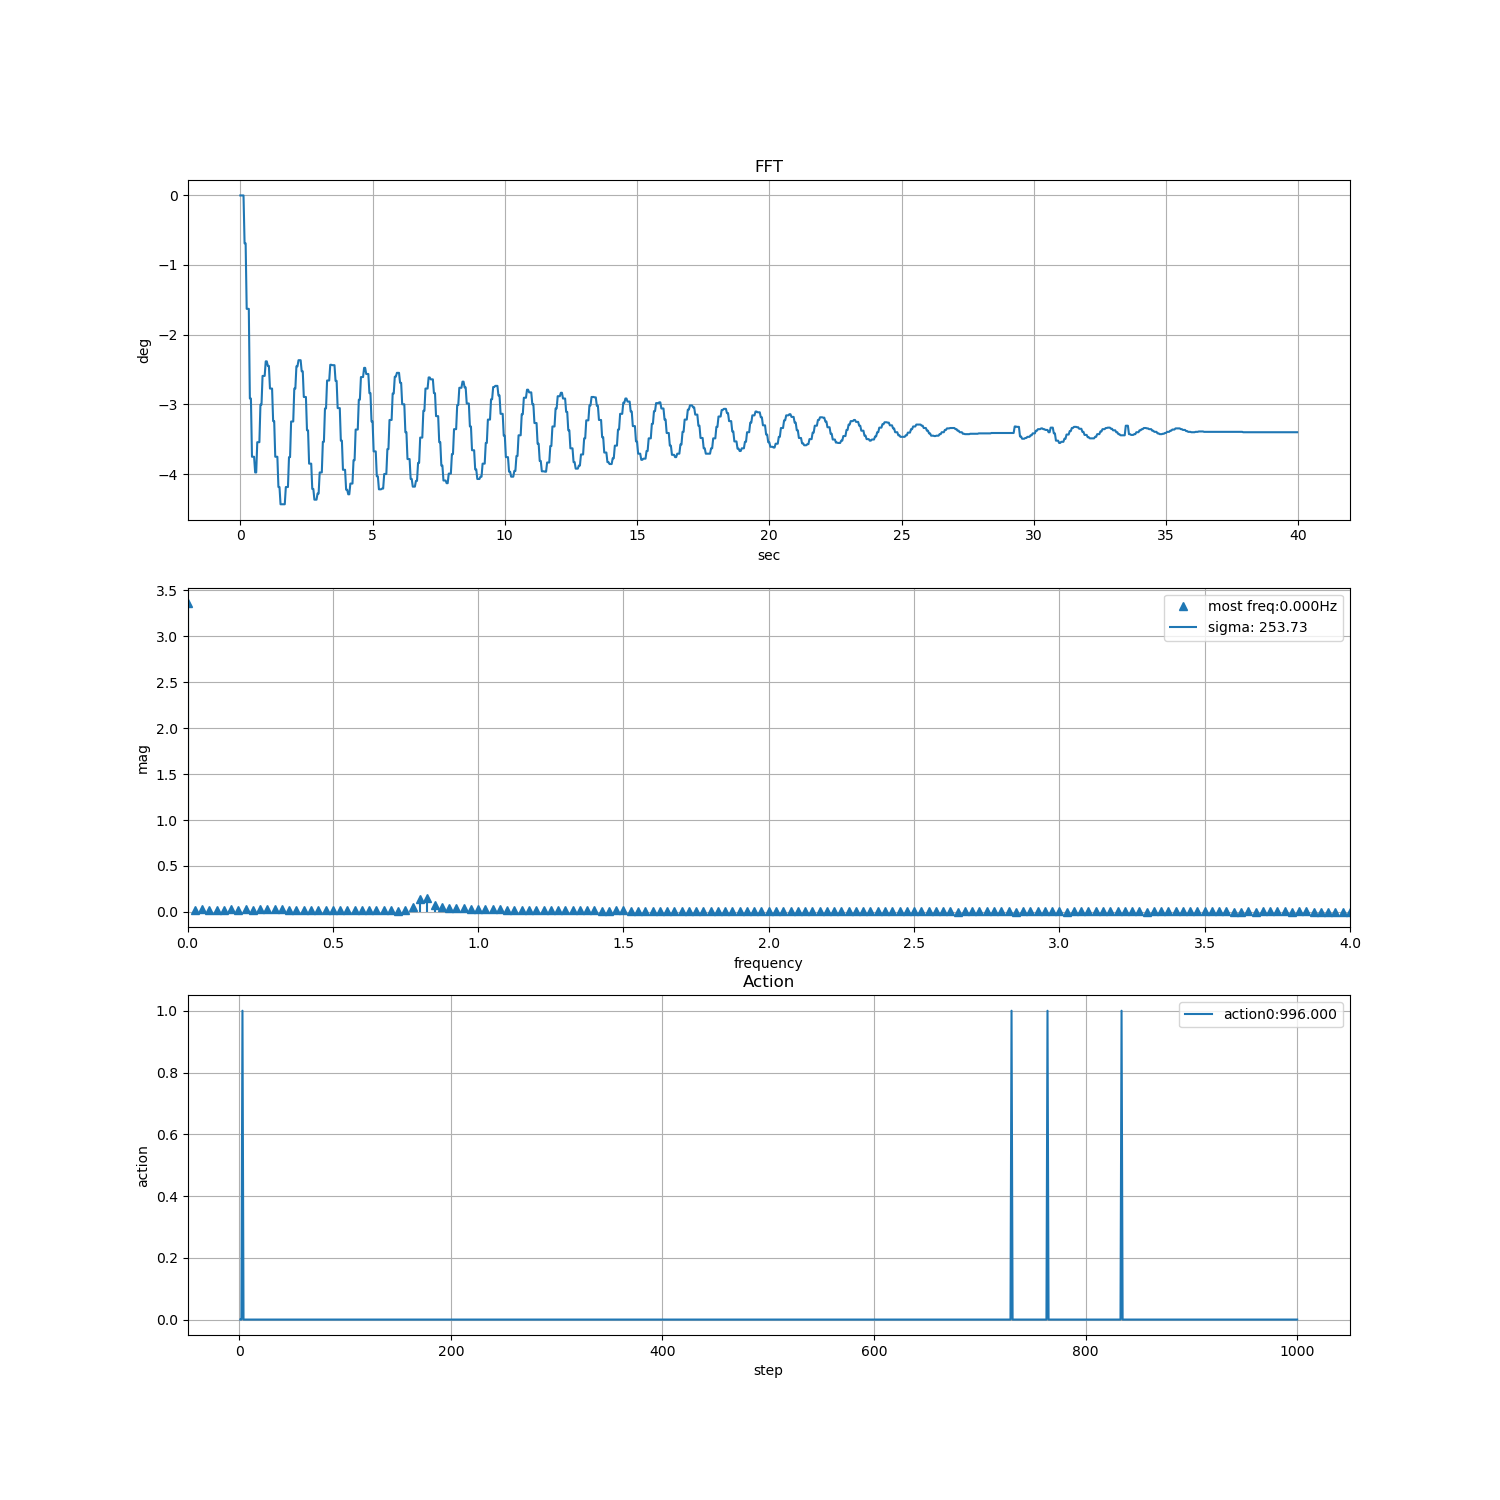 FFT
0
−1
−2
−3
−4
deg
0 5 10 15 20 25 30 35 40
sec
3.5
3.0
2.5
2.0
1.5
1.0
0.5
0.0
mag
most freq:0.000Hz
sigma: 253.73
0.0 0.5 1.0 1.5 2.0 2.5 3.0 3.5 4.0
frequency
Action
1.0
0.8
0.6
0.4
0.2
0.0
action
action0:996.000
0 200 400 600 800 1000
step